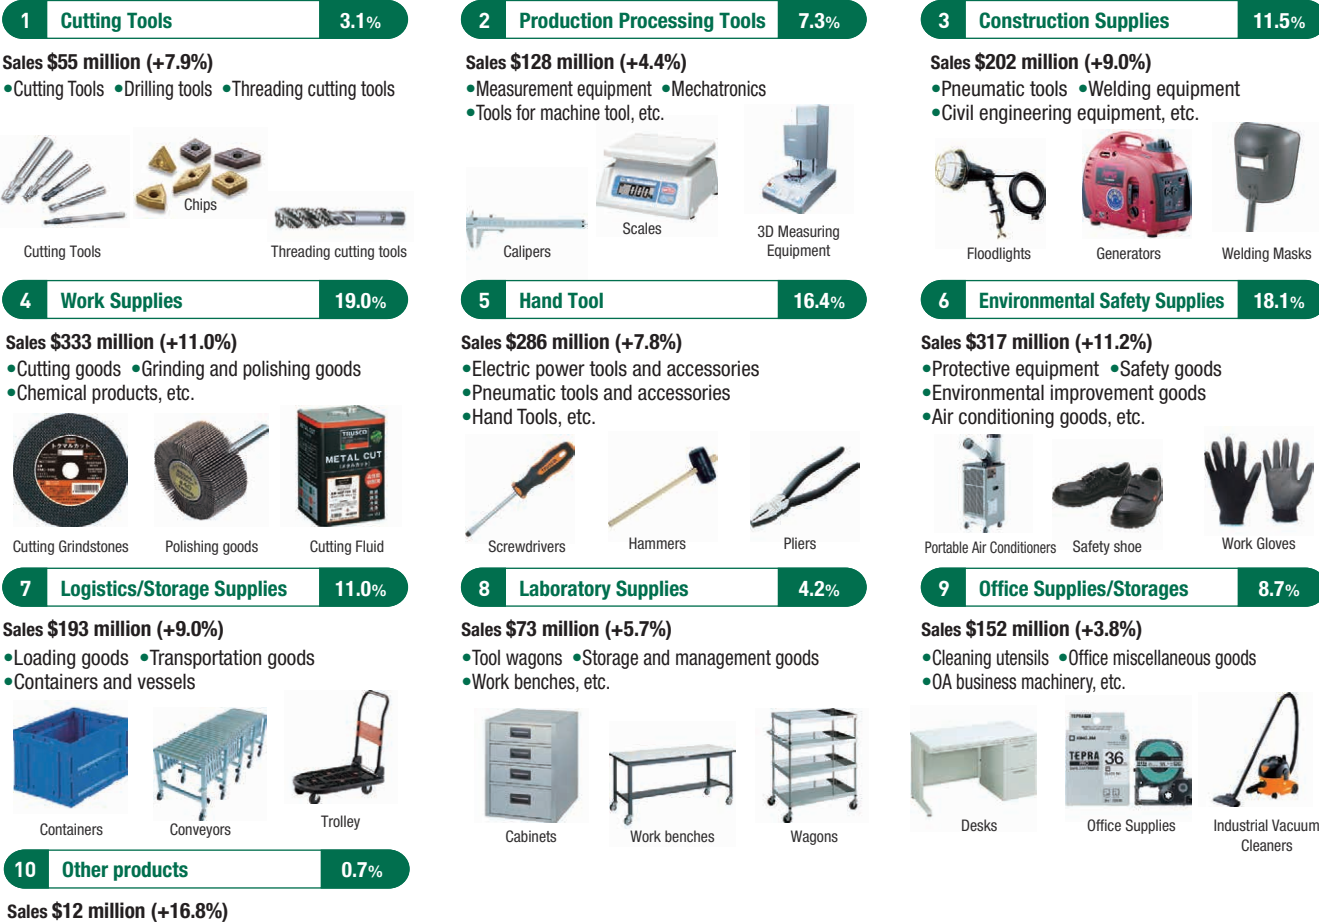 1 Cutting Tools 3.1%
Sales $55 million (+7.9%)
•Cutting Tools •Drilling tools •Threading cutting tools
Chips
Cutting Tools
Threading cutting tools
2 Production Processing Tools 7.3%
Sales $128 million (+4.4%)
•Measurement equipment •Mechatronics
•Tools for machine tool, etc.
Calipers
Scales
3D Measuring
Equipment
3 Construction Supplies 11.5%
Sales $202 million (+9.0%)
•Pneumatic tools •Welding equipment
•Civil engineering equipment, etc.
Floodlights
Generators
Welding Masks
4 Work Supplies 19.0%
Sales $333 million (+11.0%)
•Cutting goods •Grinding and polishing goods
•Chemical products, etc.
トラマルカット
TRUSCO
METAL CUT
Cutting Grindstones
Polishing goods
Cutting Fluid
5 Hand Tool 16.4%
Sales $286 million (+7.8%)
•Electric power tools and accessories
•Pneumatic tools and accessories
•Hand Tools, etc.
Screwdrivers
Hammers
Pliers
6 Environmental Safety Supplies 18.1%
Sales $317 million (+11.2%)
•Protective equipment •Safety goods
•Environmental improvement goods
•Air conditioning goods, etc.
Portable Air Conditioners
Safety shoe
Work Gloves
7 Logistics/Storage Supplies 11.0%
Sales $193 million (+9.0%)
•Loading goods •Transportation goods
•Containers and vessels
Containers
Conveyors
Trolley
8 Laboratory Supplies 4.2%
Sales $73 million (+5.7%)
•Tool wagons •Storage and management goods
•Work benches, etc.
Cabinets
Work benches
Wagons
9 Office Supplies/Storages 8.7%
Sales $152 million (+3.8%)
•Cleaning utensils •Office miscellaneous goods
•OA business machinery, etc.
TEPRA
KING JIM
TEPRA
PRO
36
Desks
Office Supplies
Industrial Vacuum
Cleaners
10 Other products 0.7%
Sales $12 million (+16.8%)